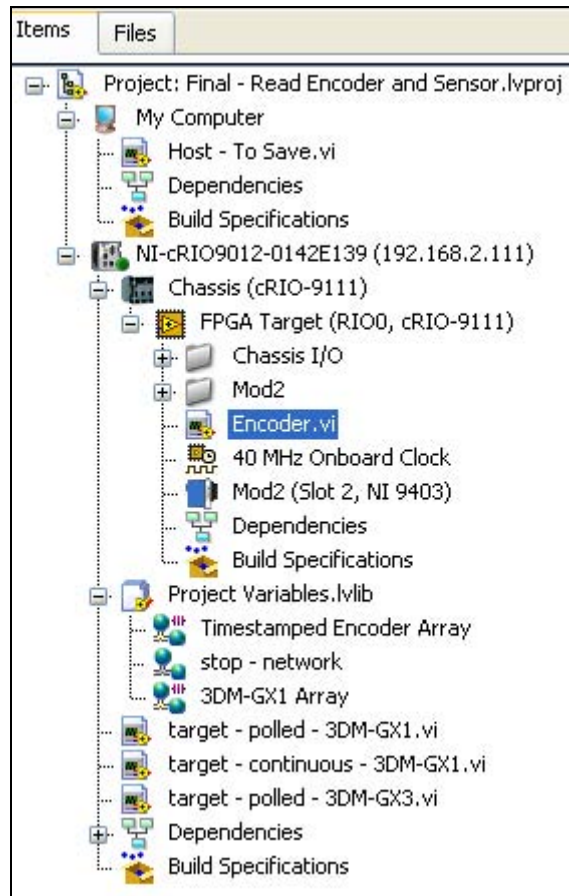 Items Files
Project: Final - Read Encoder and Sensor.lvproj
My Computer
Host - To Save.vi
Dependencies
Build Specifications
NI-cRIO9012-0142E139 (192.168.2.111)
Chassis (cRIO-9111)
FPGA Target (RIO0, cRIO-9111)
Chassis I/O
Mod2
Encoder.vi
40 MHz Onboard Clock
Mod2 (Slot 2, NI 9403)
Dependencies
Build Specifications
Project Variables.lvlib
Timestamped Encoder Array
stop - network
3DM-GX1 Array
target - polled - 3DM-GX1.vi
target - continuous - 3DM-GX1.vi
target - polled - 3DM-GX3.vi
Dependencies
Build Specifications